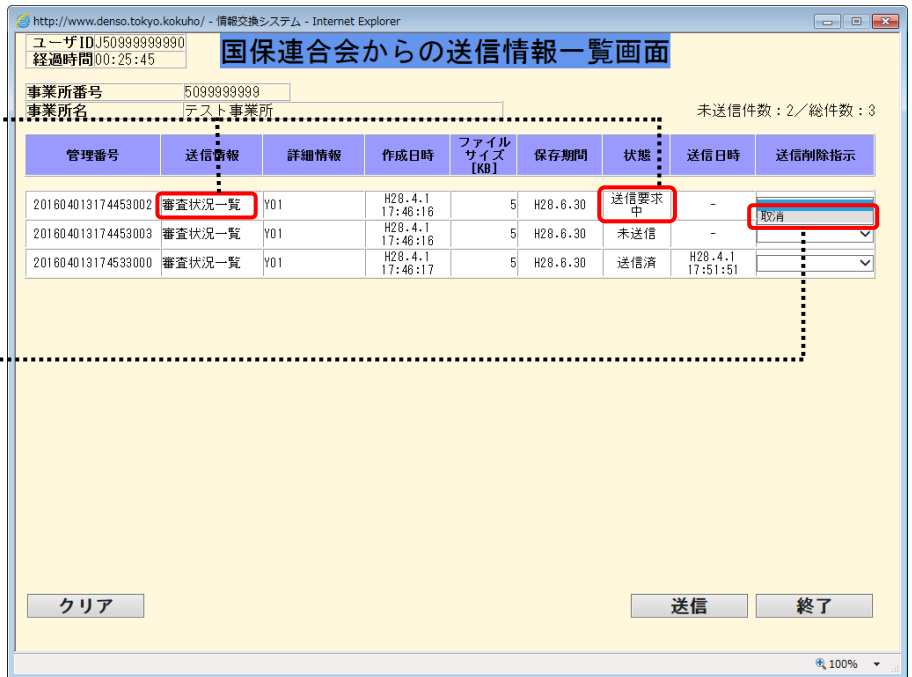 http://www.denso.tokyo.kokuho/ - 情報交換システム - Internet Explorer
ユーザID J50999999990
経過時間 00:25:45
国保連合会からの送信情報一覧画面
事業所番号 5099999999
事業所名 テスト事業所
未送信件数：2／総件数：3
管理番号 送信情報 詳細情報 作成日時 ファイルサイズ[KB] 保存期間 状態 送信日時 送信削除指示
201604013174453002 審査状況一覧 Y01 H28.4.1 17:46:16 5 H28.6.30 送信要求中 -
取消
201604013174453003 審査状況一覧 Y01 H28.4.1 17:46:16 5 H28.6.30 未送信 -
201604013174533000 審査状況一覧 Y01 H28.4.1 17:46:17 5 H28.6.30 送信済 H28.4.1 17:51:51
クリア 送信 終了
100%